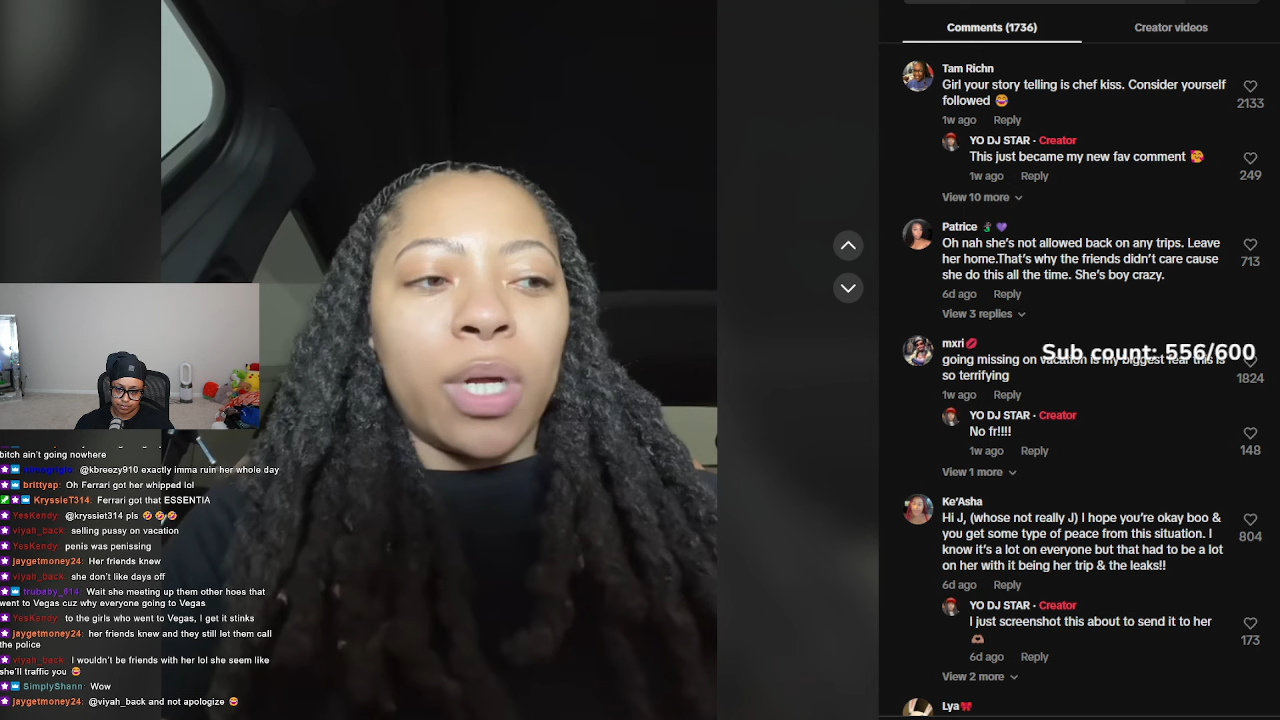 Comments (1736)
Creator videos
Tam Richn
Girl your story telling is chef kiss. Consider yourself
followed 😂
2133
1w ago Reply
YO DJ STAR · Creator
This just became my new fav comment 🥰
249
1w ago Reply
View 10 more
Patrice 💜
Oh nah she's not allowed back on any trips. Leave
her home.That's why the friends didn't care cause
she do this all the time. She's boy crazy.
713
6d ago Reply
View 3 replies
mxri💋
Sub count: 556/600
going missing on vacation is my biggest fear this is
so terrifying
1824
1w ago Reply
YO DJ STAR · Creator
No fr!!!!
148
1w ago Reply
View 1 more
Ke'Asha
Hi J, (whose not really J) I hope you're okay boo &
you get some type of peace from this situation. I
know it's a lot on everyone but that had to be a lot
on her with it being her trip & the leaks!!
804
6d ago Reply
YO DJ STAR · Creator
I just screenshot this about to send it to her
🫶🏽
173
6d ago Reply
View 2 more
Lya🎀
bitch ain't going nowhere
@kbreezy910 exactly imma ruin her whole day
brittyap: Oh Ferrari got her whipped lol
KryssieT314: Ferrari got that ESSENTIA
YesKendy: @kryssiet314 pls 🤣🤣🤣
viyah_back: selling pussy on vacation
YesKendy: penis was penissing
jaygetmoney24: Her friends knew
viyah_back: she don't like days off
trubaby_614: Wait she meeting up them other hoes that
went to Vegas cuz why everyone going to Vegas
YesKendy: to the girls who went to Vegas, I get it stinks
jaygetmoney24: her friends knew and they still let them call
the police
viyah_back: I wouldn't be friends with her lol she seem like
she'll traffic you 😂
SimplyShann: Wow
jaygetmoney24: @viyah_back and not apologize 😂